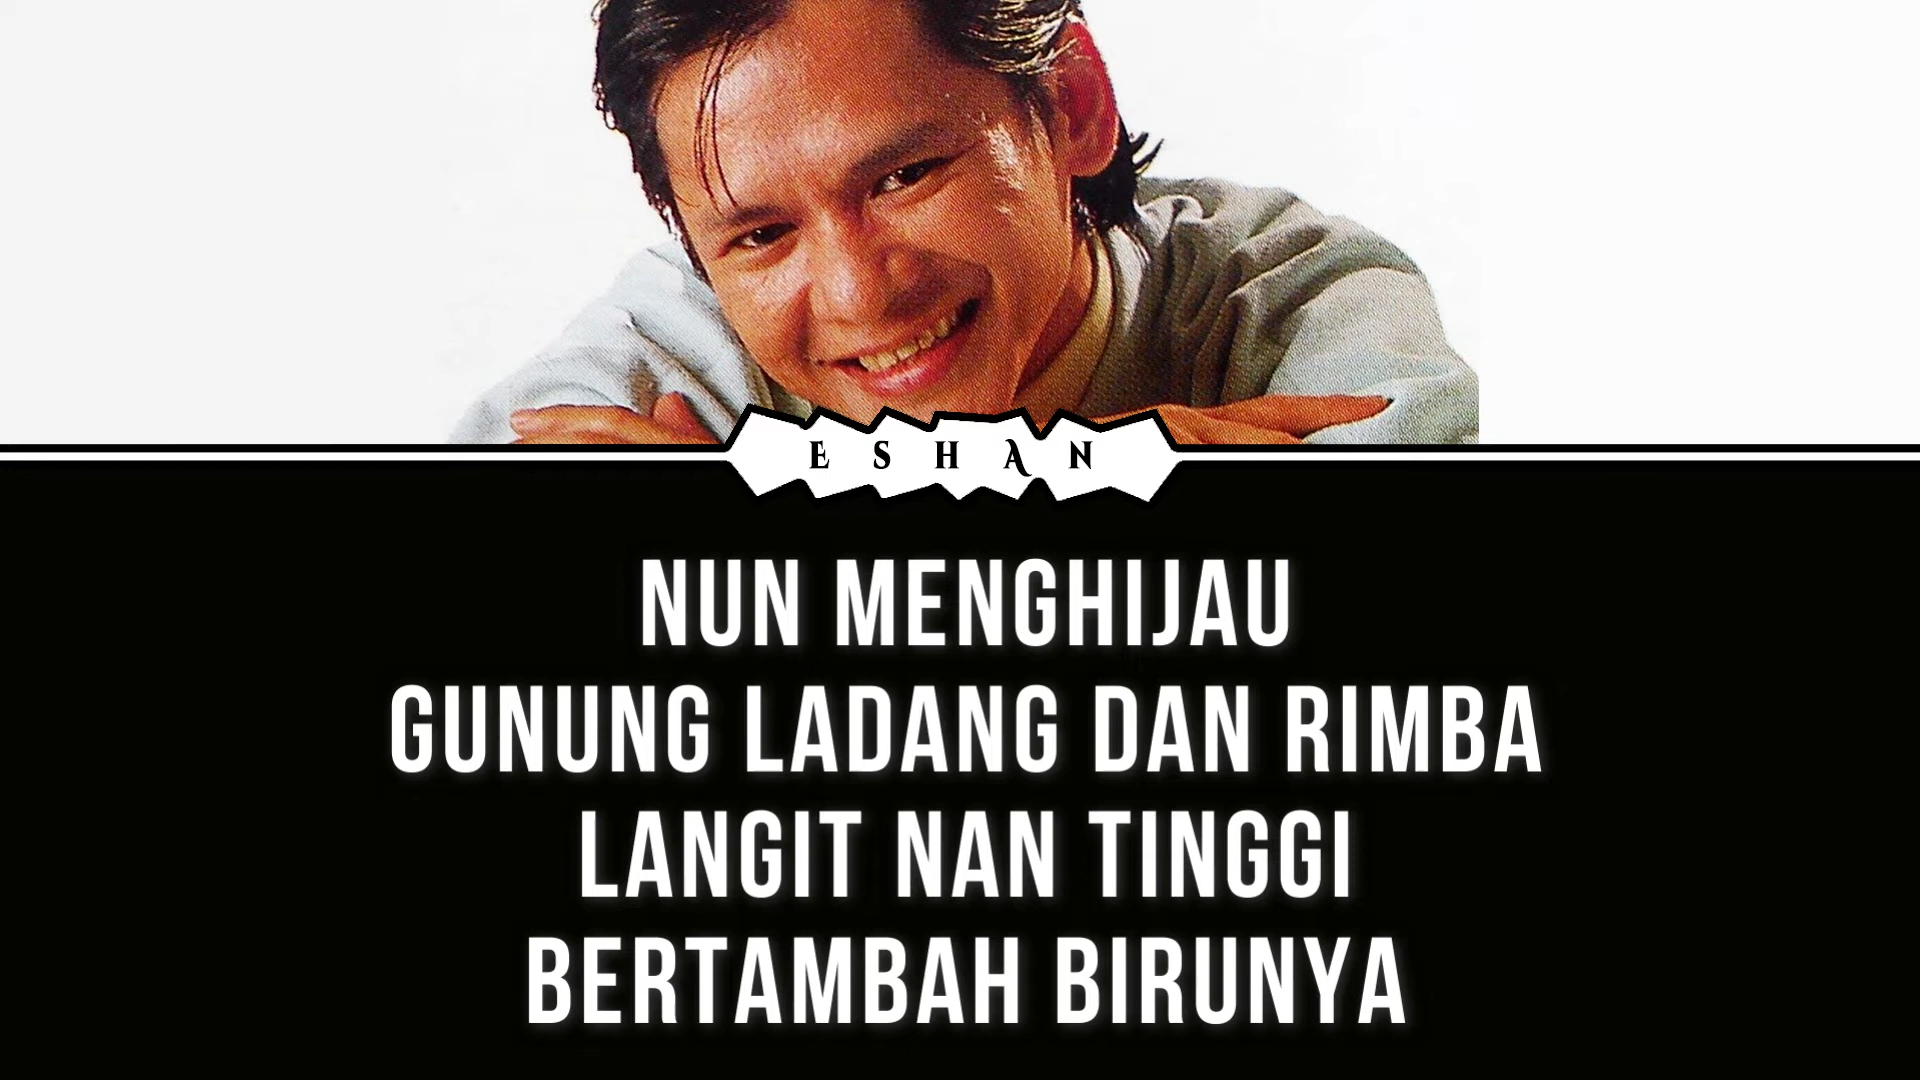 ESHAN
NUN MENGHIJAU
GUNUNG LADANG DAN RIMBA
LANGIT NAN TINGGI
BERTAMBAH BIRUNYA